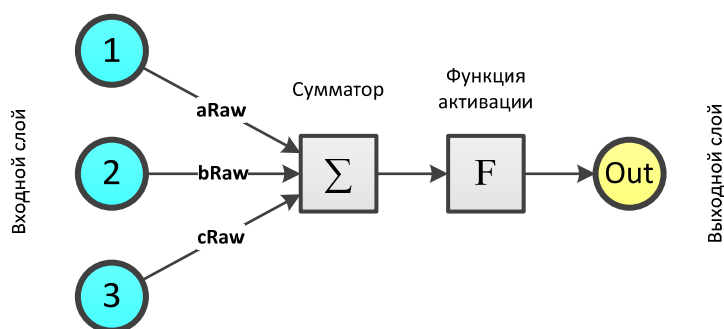 1
Функция
активации
Сумматор
aRaw
Входной слой
2
bRaw
∑
F
Out
Выходной слой
cRaw
3